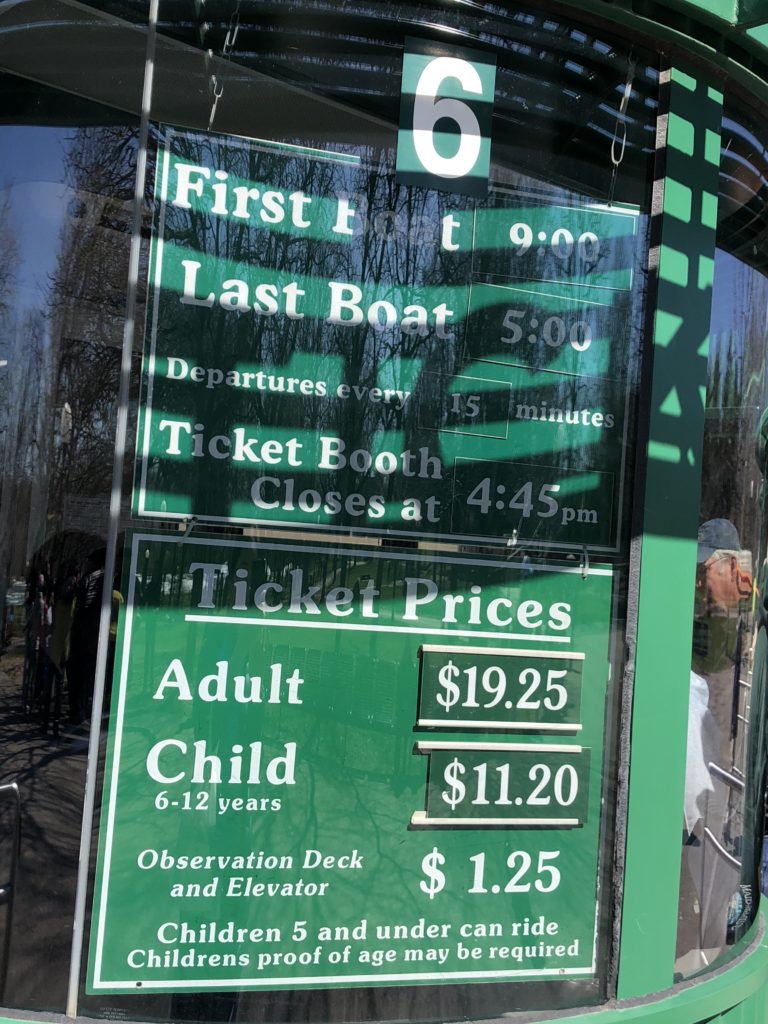 6
First Boat 9:00
Last Boat 5:00
Departures every 15 minutes
Ticket Booth
Closes at 4:45pm
Ticket Prices
Adult $19.25
Child $11.20
6-12 years
Observation Deck
and Elevator $ 1.25
Children 5 and under can ride
Childrens proof of age may be required